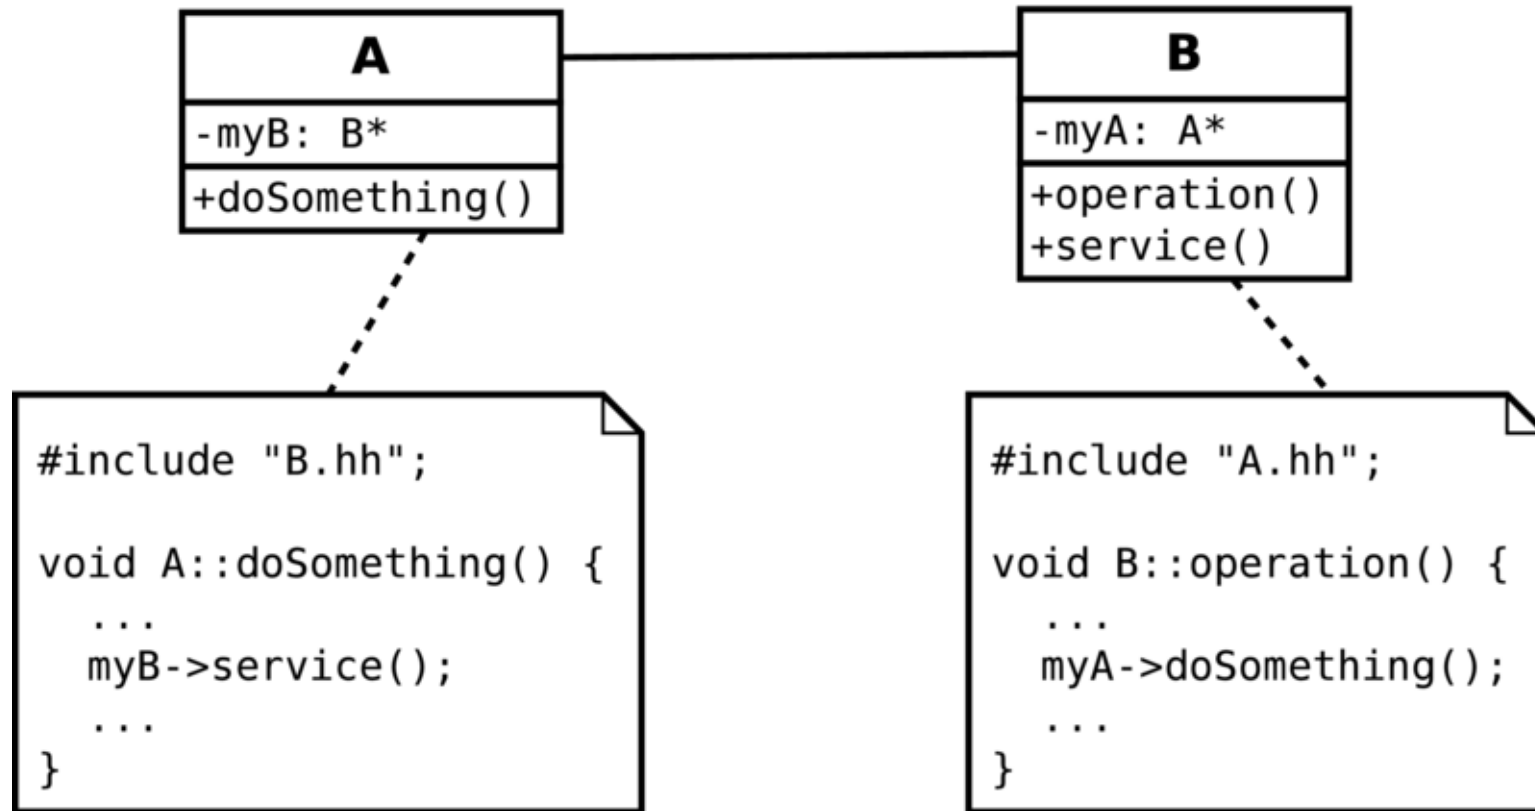 A
-myB: B*
+doSomething()
B
-myA: A*
+operation()
+service()
#include "B.hh";
void A::doSomething() {
...
myB->service();
...
}
#include "A.hh";
void B::operation() {
...
myA->doSomething();
...
}